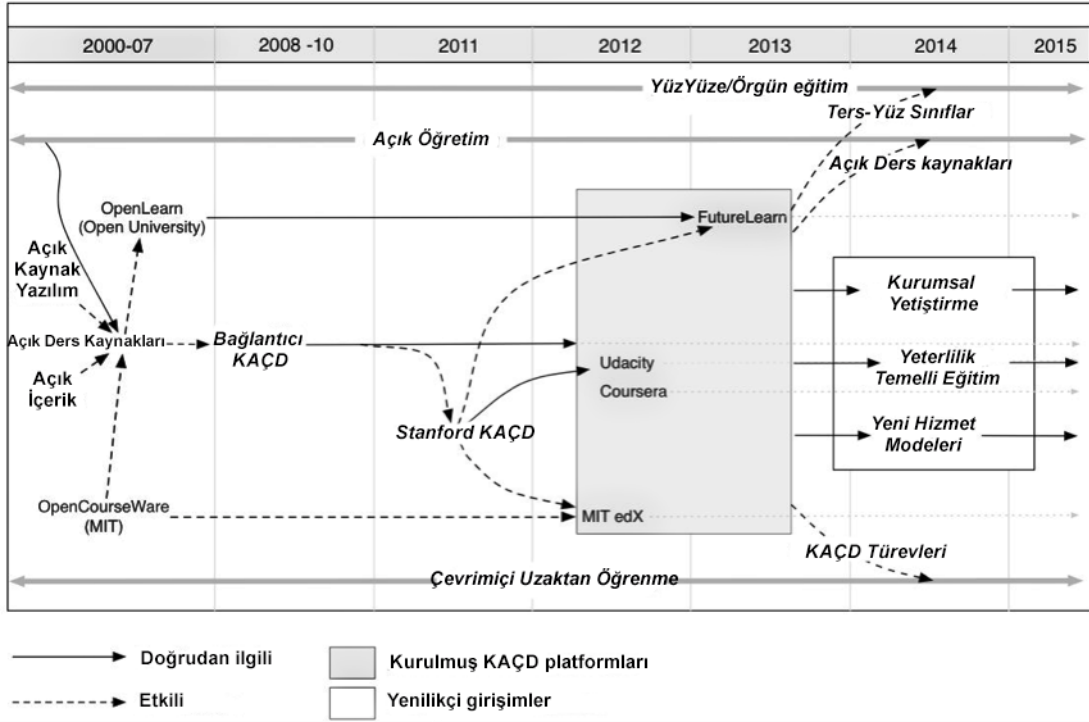 2000-07
2008 -10
2011
2012
2013
2014
2015
YüzYüze/Örgün eğitim
Ters-Yüz Sınıflar
Açık Öğretim
Açık Ders kaynakları
OpenLearn
(Open University)
FutureLearn
Açık
Kaynak
Yazılım
Kurumsal
Yetiştirme
Açık Ders Kaynakları
Bağlantıcı
KAÇD
Udacity
Yeterlilik
Temelli Eğitim
Açık
İçerik
Coursera
Stanford KAÇD
Yeni Hizmet
Modeleri
OpenCourseWare
(MIT)
MIT edX
KAÇD Türevleri
Çevrimiçi Uzaktan Öğrenme
Doğrudan ilgili
Kurulmuş KAÇD platformları
Etkili
Yenilikçi girişimler